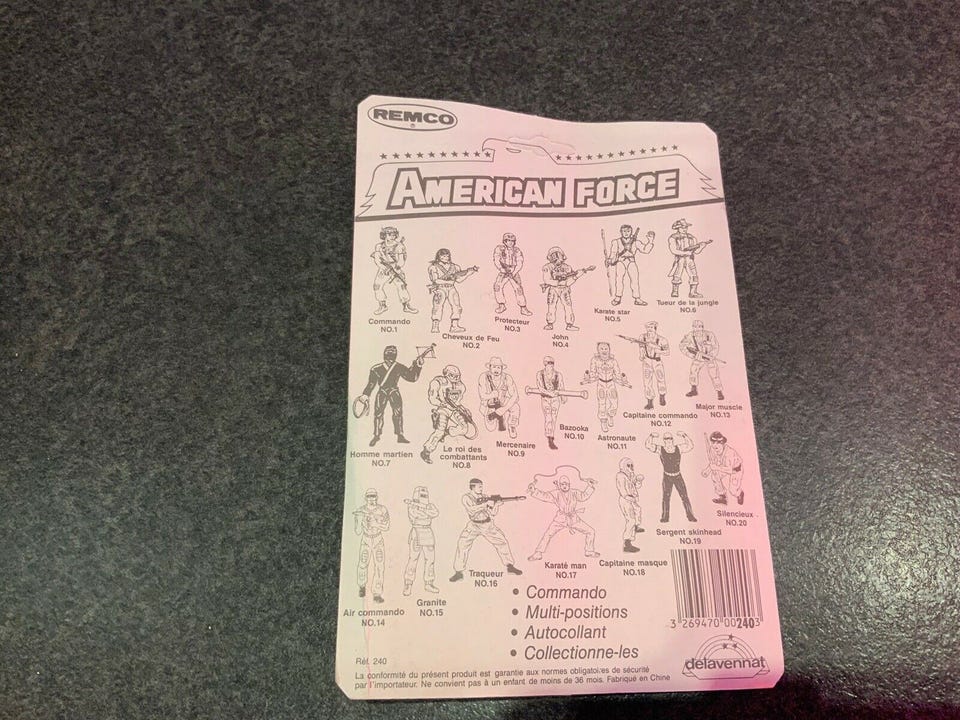 REMCO
®
AMERICAN FORCE
Commando
NO.1
Cheveux de Feu
NO.2
Protecteur
NO.3
John
NO.4
Karate star
NO.5
Tueur de la jungle
NO.6
Homme martien
NO.7
Le roi des
combattants
NO.8
Mercenaire
NO.9
Bazooka
NO.10
Astronaute
NO.11
Capitaine commando
NO.12
Major muscle
NO.13
Air commando
NO.14
Granite
NO.15
Traqueur
NO.16
Karaté man
NO.17
Capitaine masque
NO.18
Sergent skinhead
NO.19
Silencieux
NO.20
• Commando
• Multi-positions
• Autocollant
• Collectionne-les
3 269470 002403
delavennat
Réf. 240
La conformité du présent produit est garantie aux normes obligatoires de sécurité
par l'importateur. Ne convient pas à un enfant de moins de 36 mois. Fabriqué en Chine